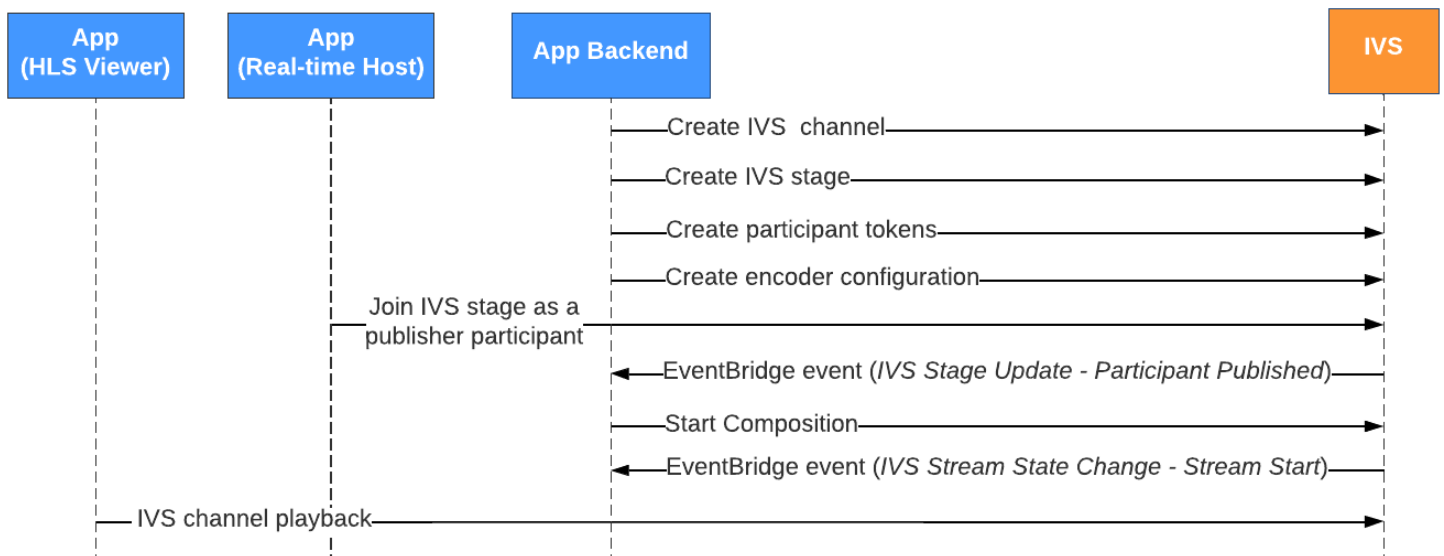 App
(HLS Viewer)
App
(Real-time Host)
App Backend
IVS
Create IVS  channel
Create IVS stage
Create participant tokens
Create encoder configuration
Join IVS stage as a
publisher participant
EventBridge event (IVS Stage Update - Participant Published)
Start Composition
EventBridge event (IVS Stream State Change - Stream Start)
IVS channel playback